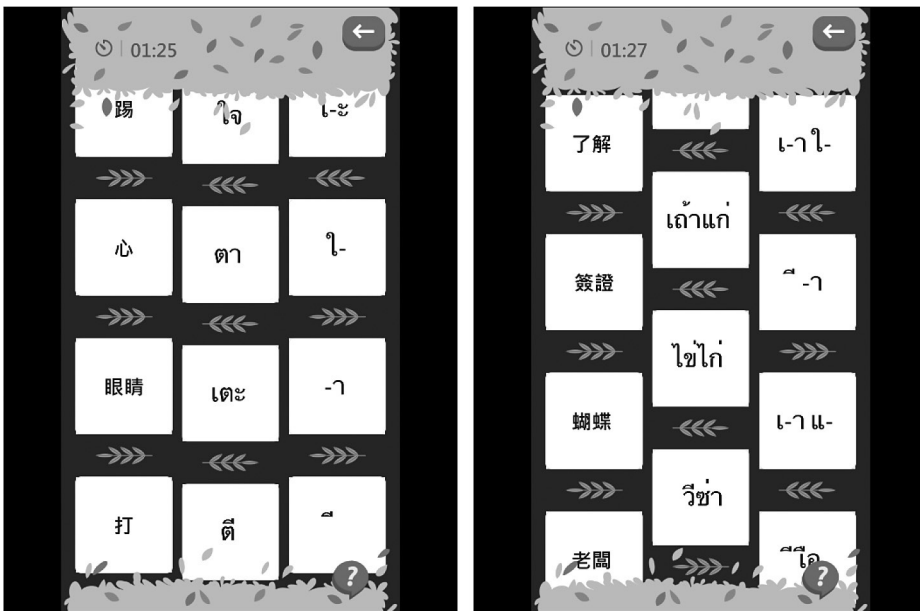 01:25
踢 ใจ เ-ะ
心 ตา ใ-
眼睛 เตะ -า
打 ตี -ี
?
01:27
了解 เ-า ใ-
เถ้าแก่
簽證 -ี -า
ไข่ไก่
蝴蝶 เ-า แ-
วีซ่า
老闆
?